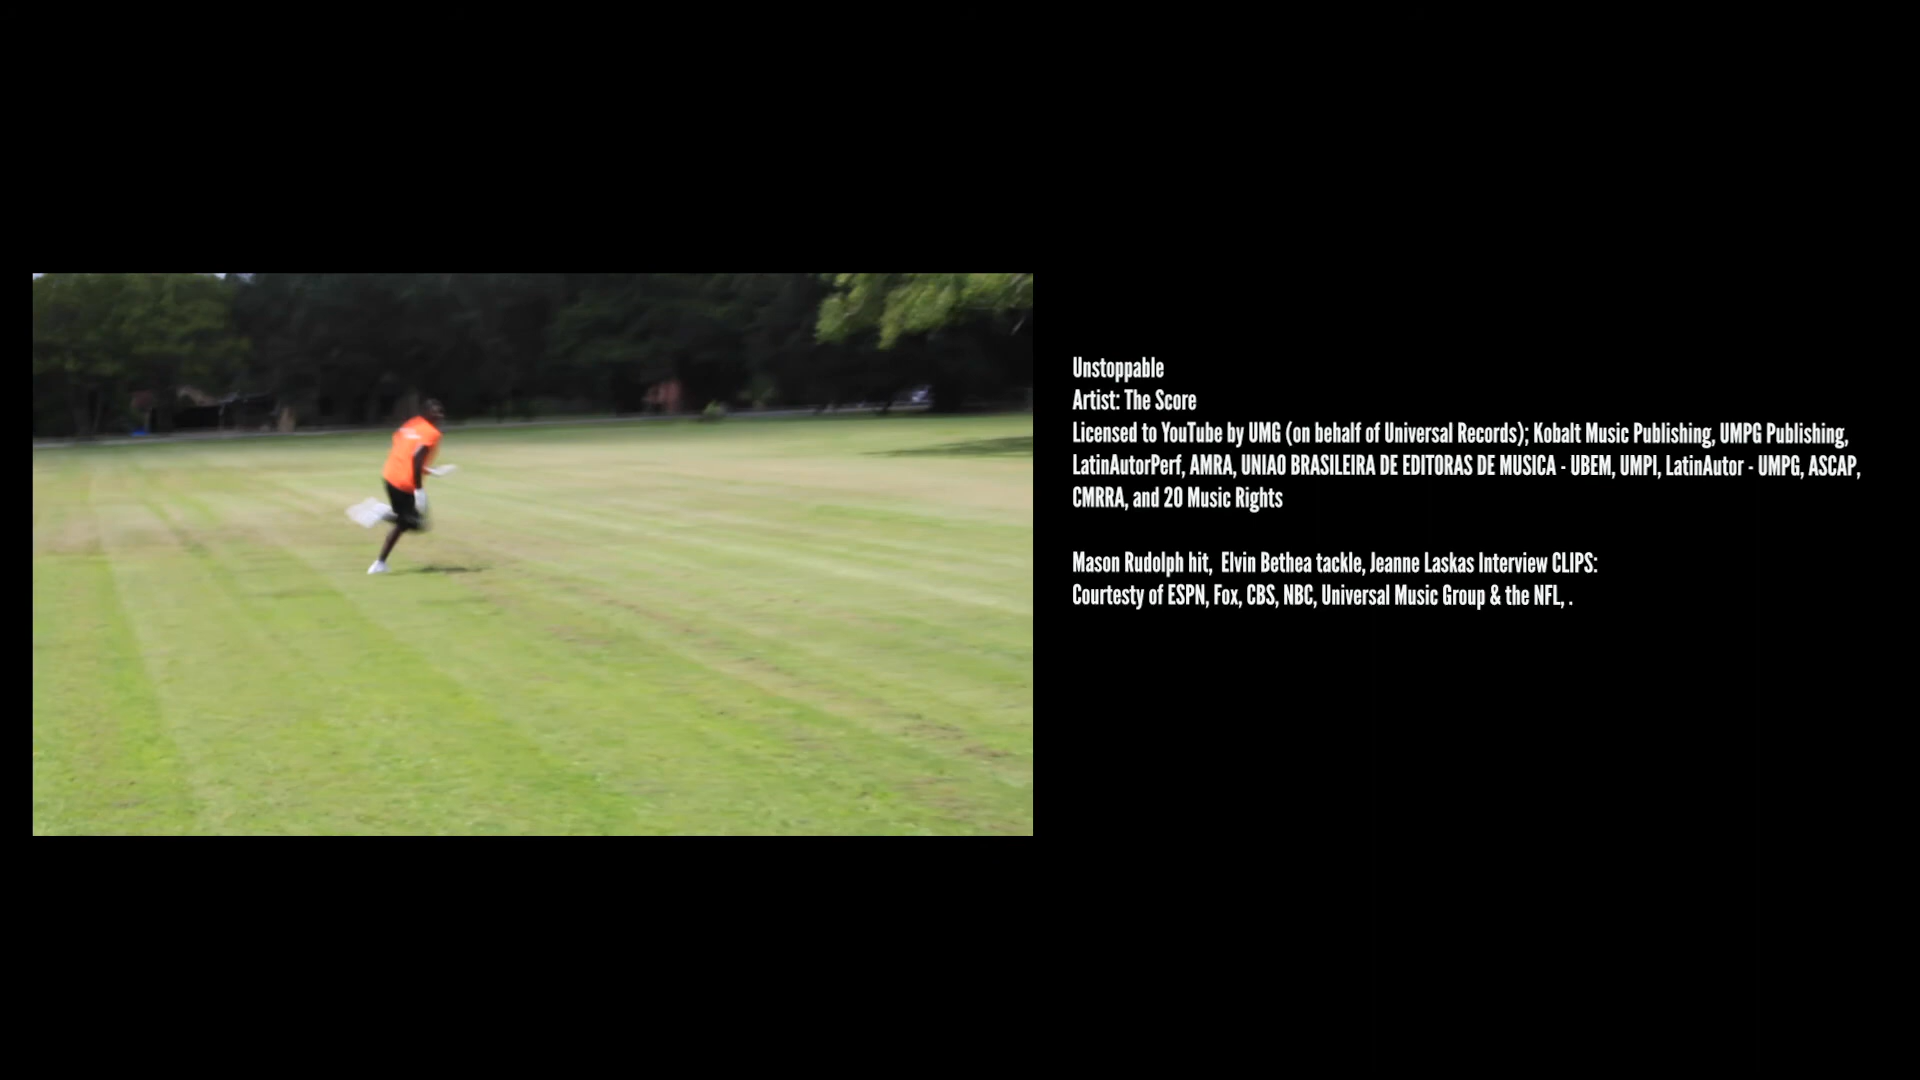 Unstoppable
Artist: The Score
Licensed to YouTube by UMG (on behalf of Universal Records); Kobalt Music Publishing, UMPG Publishing,
LatinAutorPerf, AMRA, UNIAO BRASILEIRA DE EDITORAS DE MUSICA - UBEM, UMPI, LatinAutor - UMPG, ASCAP,
CMRRA, and 20 Music Rights
Mason Rudolph hit,  Elvin Bethea tackle, Jeanne Laskas Interview CLIPS:
Courtesty of ESPN, Fox, CBS, NBC, Universal Music Group & the NFL, .